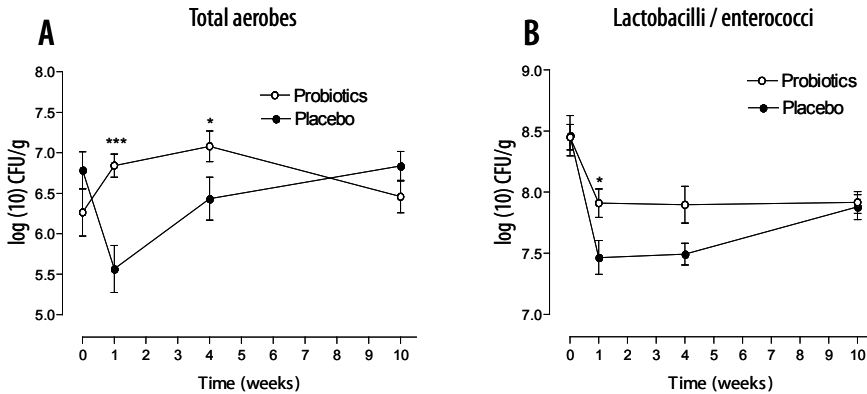 A
Total aerobes
8.0
7.5
7.0
6.5
6.0
5.5
5.0
log (10) CFU/g
Probiotics
Placebo
***
*
0 1 2 3 4 5 6 7 8 9 10
Time (weeks)
B
Lactobacilli / enterococci
9.0
8.5
8.0
7.5
7.0
log (10) CFU/g
Probiotics
Placebo
*
0 1 2 3 4 5 6 7 8 9 10
Time (weeks)